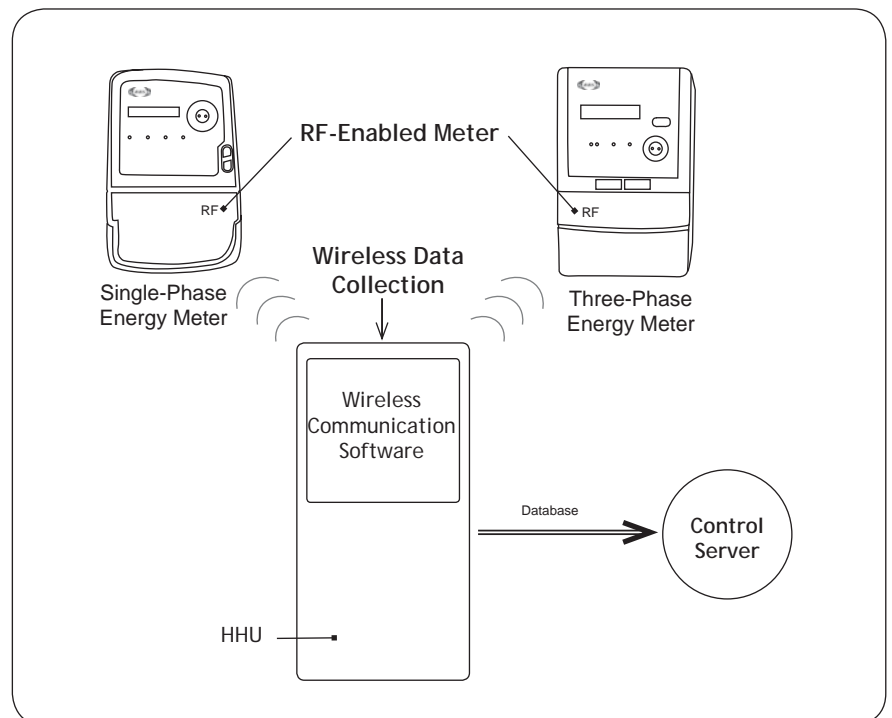 RF-Enabled Meter
RF
RF
Wireless Data
Collection
Single-Phase
Energy Meter
Three-Phase
Energy Meter
Wireless
Communication
Software
Database
Control
Server
HHU